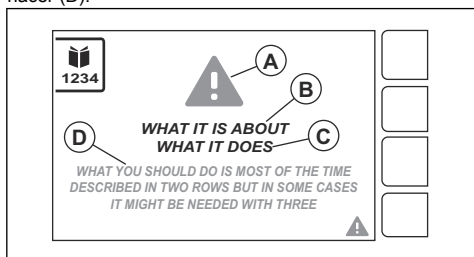 hacer (D).
1234
A
B
WHAT IT IS ABOUT
D
WHAT IT DOES
C
WHAT YOU SHOULD DO IS MOST OF THE TIME
DESCRIBED IN TWO ROWS BUT IN SOME CASES
IT MIGHT BE NEEDED WITH THREE